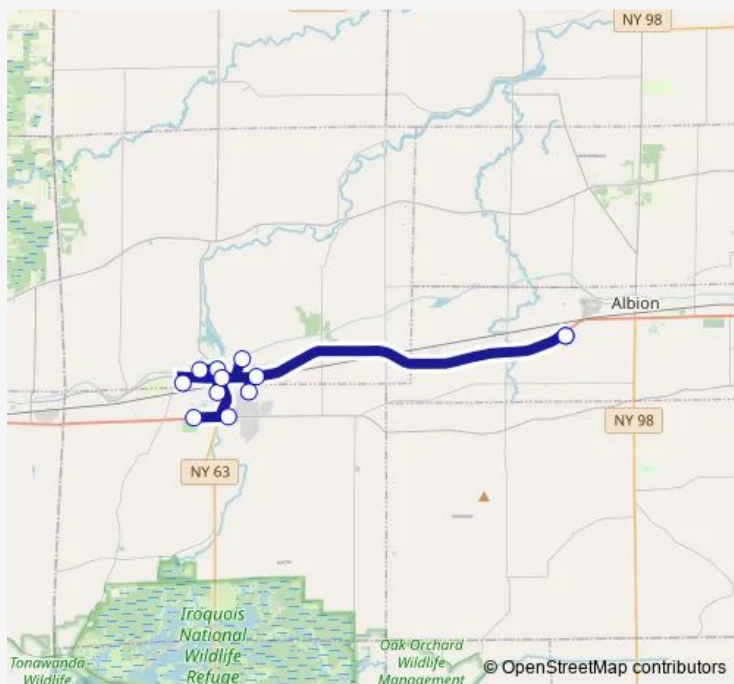 NY 98
Albion
NY 98
NY 63
Iroquois
National
Wildlife
Refuge
Tonawanda
Wildlife
Oak Orchard
Wildlife
Management
© OpenStreetMap contributors